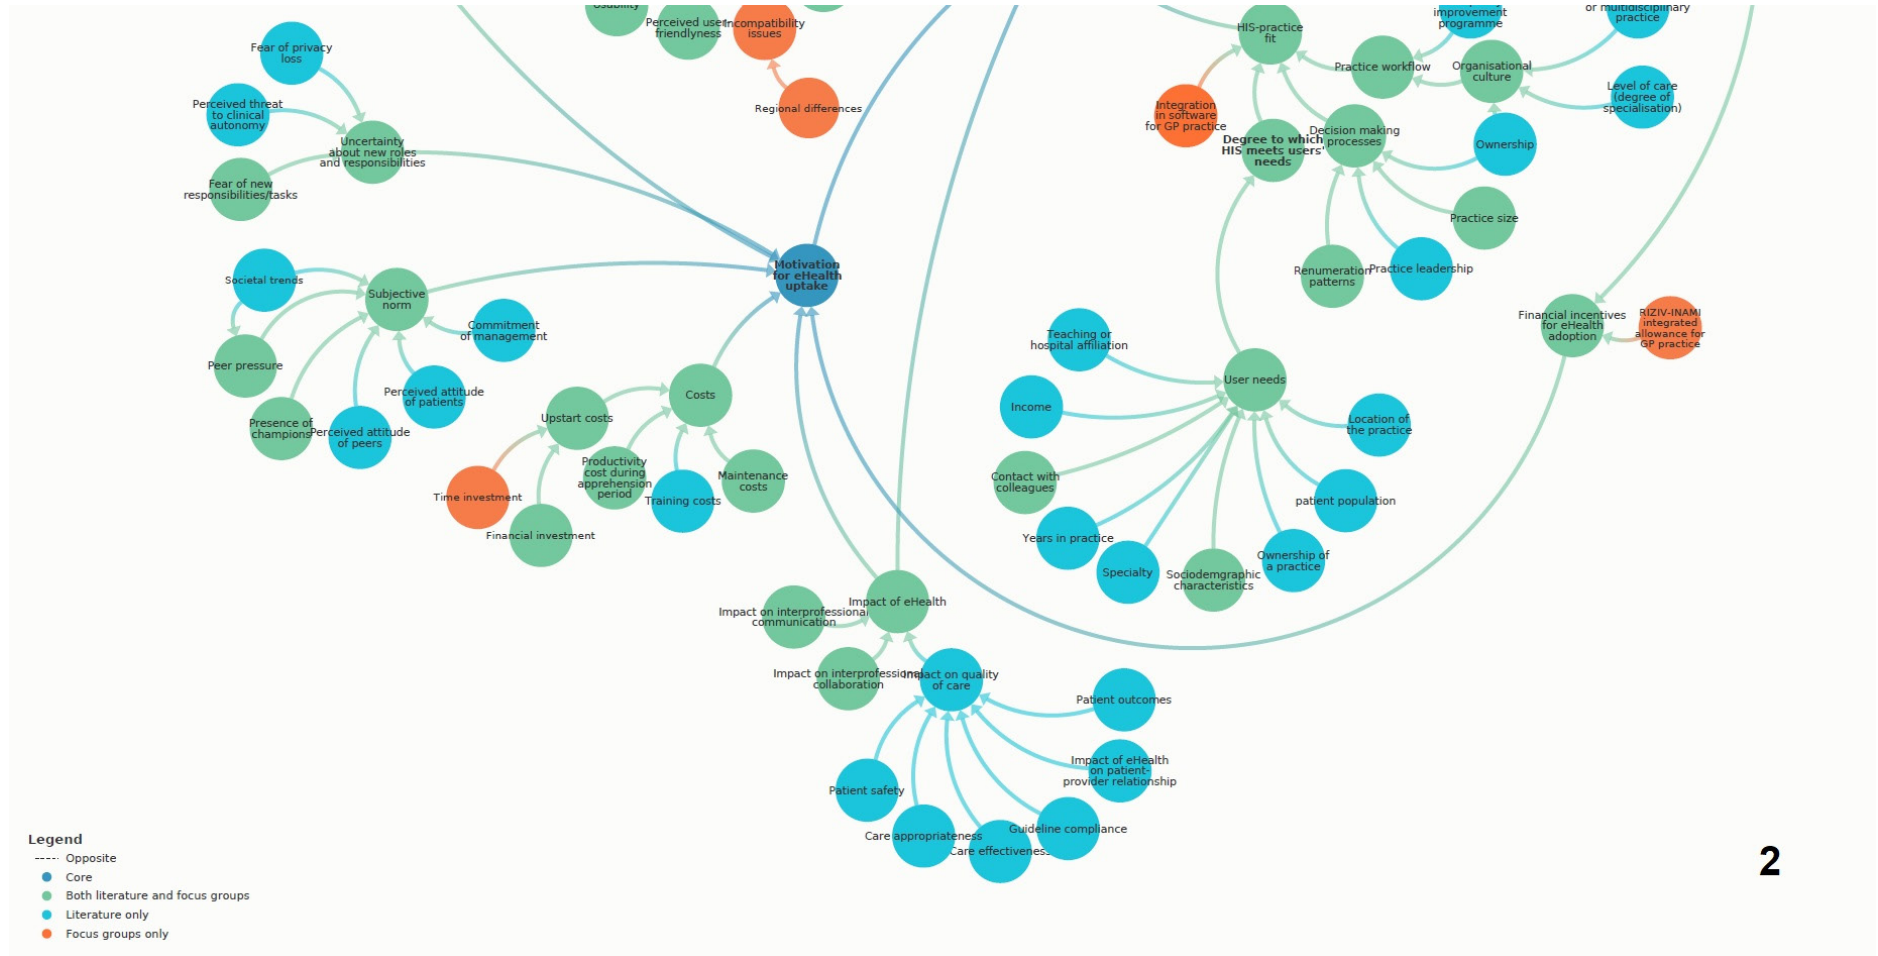 Usability
Perceived user-
friendlyness
Incompatibility
issues
Regional differences
HIS-practice
fit
improvement
programme
or multidisciplinary
practice
Practice workflow
Organisational
culture
Level of care
(degree of
specialisation)
Integration
in software
for GP practice
Degree to which
HIS meets users'
needs
Decision making
processes
Ownership
Practice size
Renumeration
patterns
Practice leadership
Fear of privacy
loss
Perceived threat
to clinical
autonomy
Uncertainty
about new roles
and responsibilities
Fear of new
responsibilities/tasks
Motivation
for eHealth
uptake
Societal trends
Subjective
norm
Commitment
of management
Peer pressure
Perceived attitude
of patients
Presence of
champions
Perceived attitude
of peers
Costs
Upstart costs
Productivity
cost during
apprehension
period
Training costs
Maintenance
costs
Time investment
Financial investment
Financial incentives
for eHealth
adoption
RIZIV-INAMI
integrated
allowance for
GP practice
Teaching or
hospital affiliation
User needs
Income
Location of
the practice
Contact with
colleagues
patient population
Years in practice
Specialty
Sociodemgraphic
characteristics
Ownership of
a practice
Impact of eHealth
Impact on interprofessional
communication
Impact on interprofessional
collaboration
Impact on quality
of care
Patient outcomes
Impact of eHealth
on patient-
provider relationship
Patient safety
Care appropriateness
Care effectiveness
Guideline compliance
Legend
Opposite
Core
Both literature and focus groups
Literature only
Focus groups only
2